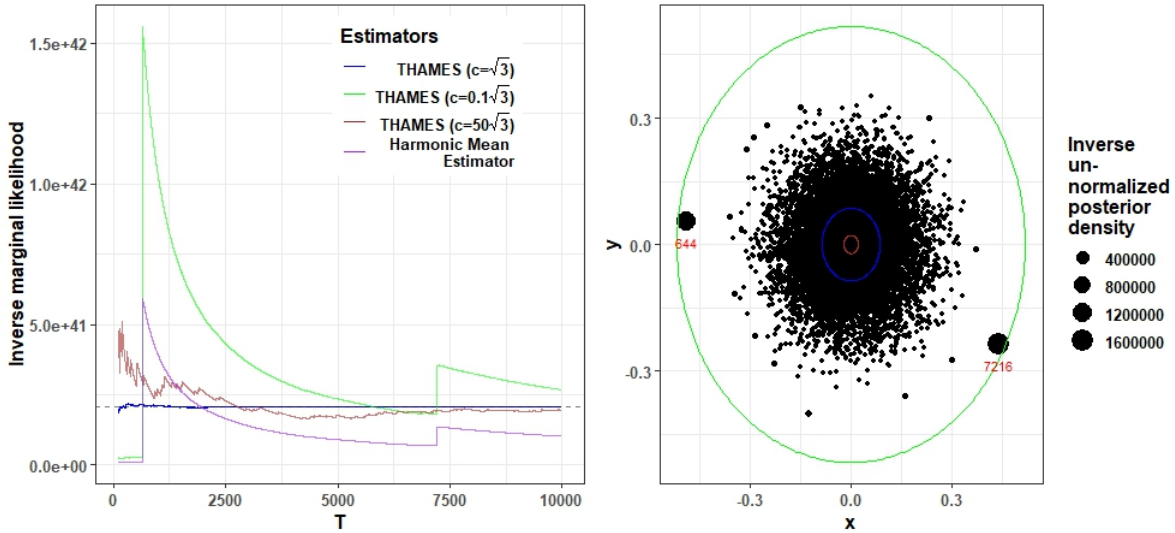 Inverse marginal likelihood
1.5e+42
1.0e+42
5.0e+41
0.0e+00
0
2500
5000
7500
10000
T
Estimators
THAMES (c=√3)
THAMES (c=0.1√3)
THAMES (c=50√3)
Harmonic Mean
Estimator
y
0.3
0.0
-0.3
-0.3
0.0
0.3
x
644
7216
Inverse
un-
normalized
posterior
density
400000
800000
1200000
1600000